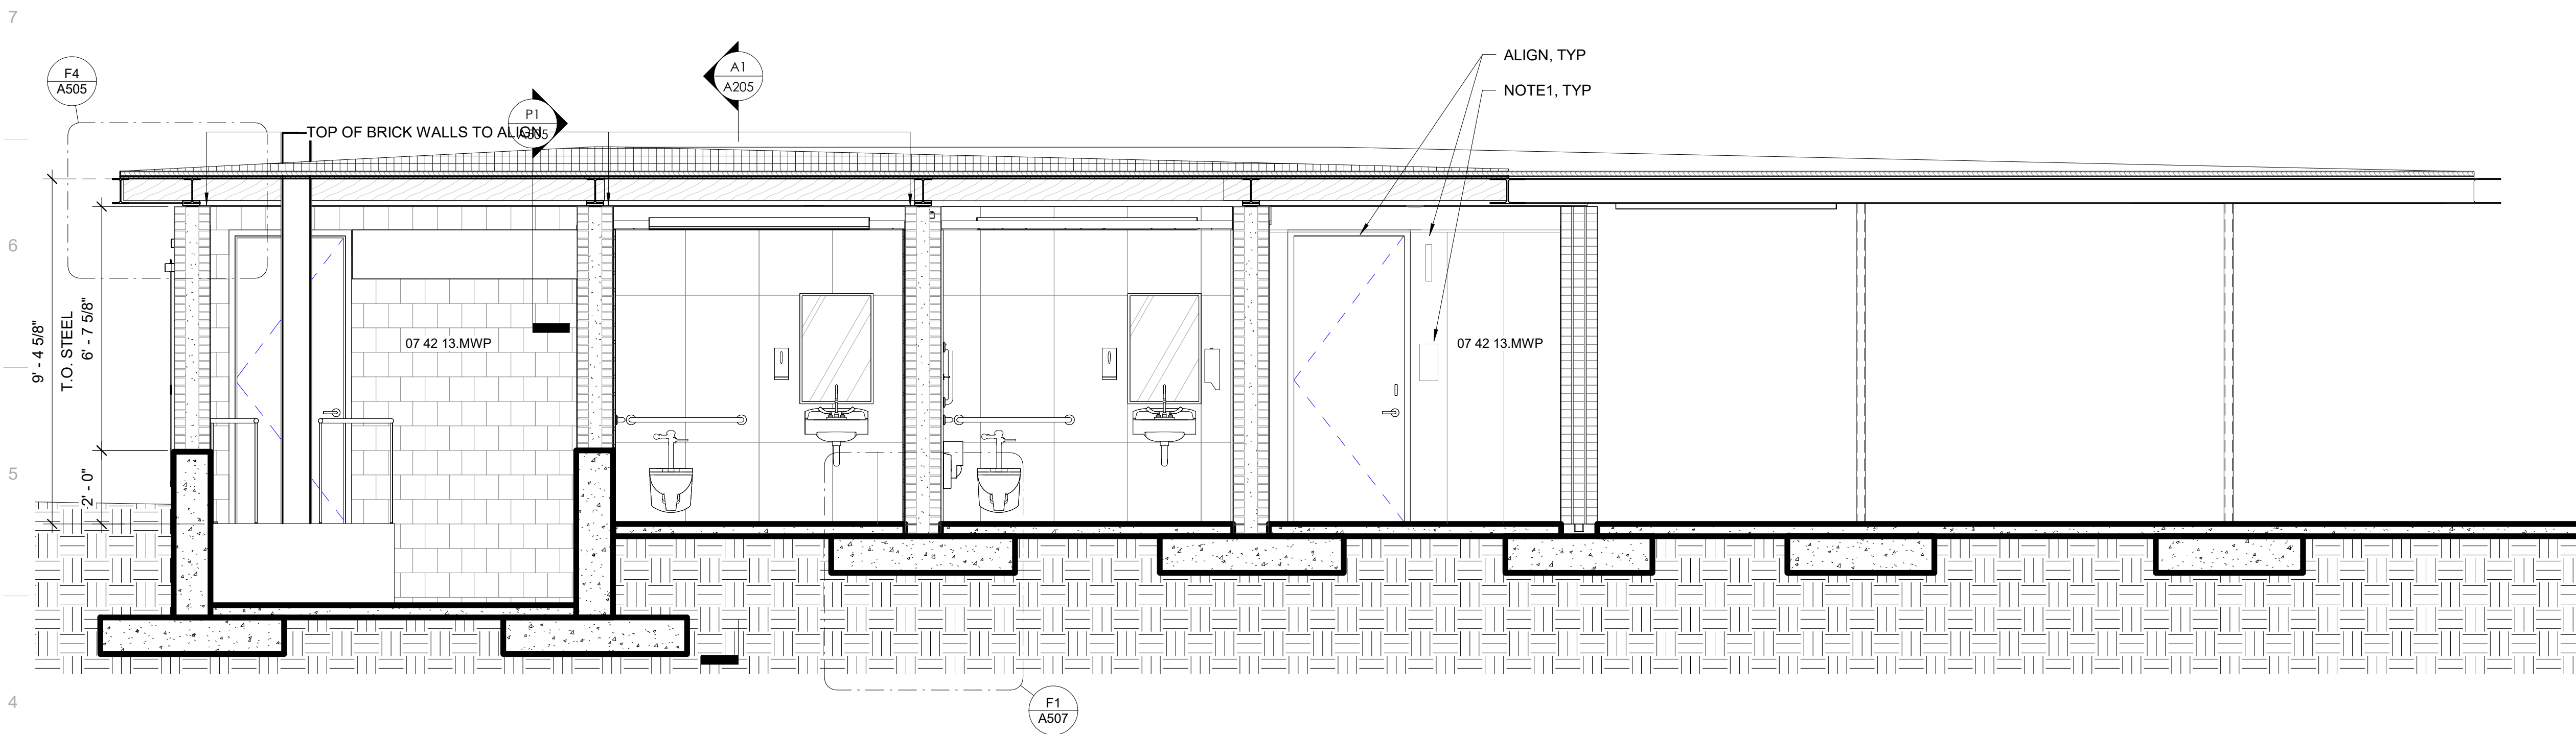 7
F4
A505
A1
A205
ALIGN, TYP
NOTE1, TYP
P1
TOP OF BRICK WALLS TO ALIGN
6
9' - 4 5/8"
T.O. STEEL
6' - 7 5/8"
07 42 13.MWP
07 42 13.MWP
5
2' - 0"
4
F1
A507